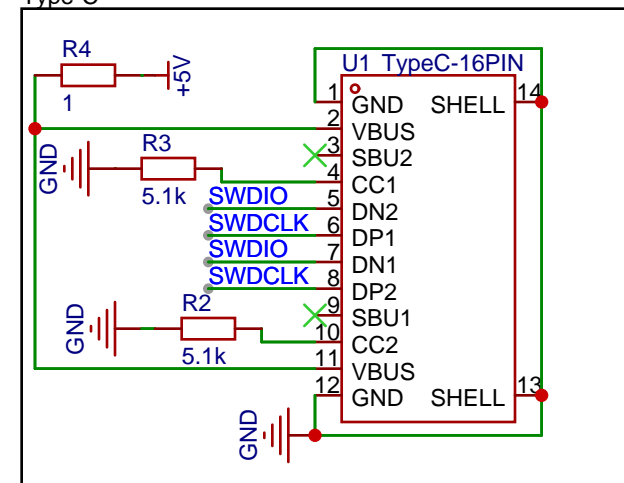 Type-C
R4
1
+5V
U1 TypeC-16PIN
1 GND SHELL 14
2 VBUS
3 SBU2
GND R3 5.1k
4 CC1
SWDIO 5 DN2
SWDCLK 6 DP1
SWDIO 7 DN1
SWDCLK 8 DP2
9 SBU1
GND R2 5.1k
10 CC2
11 VBUS
12 GND SHELL 13
GND